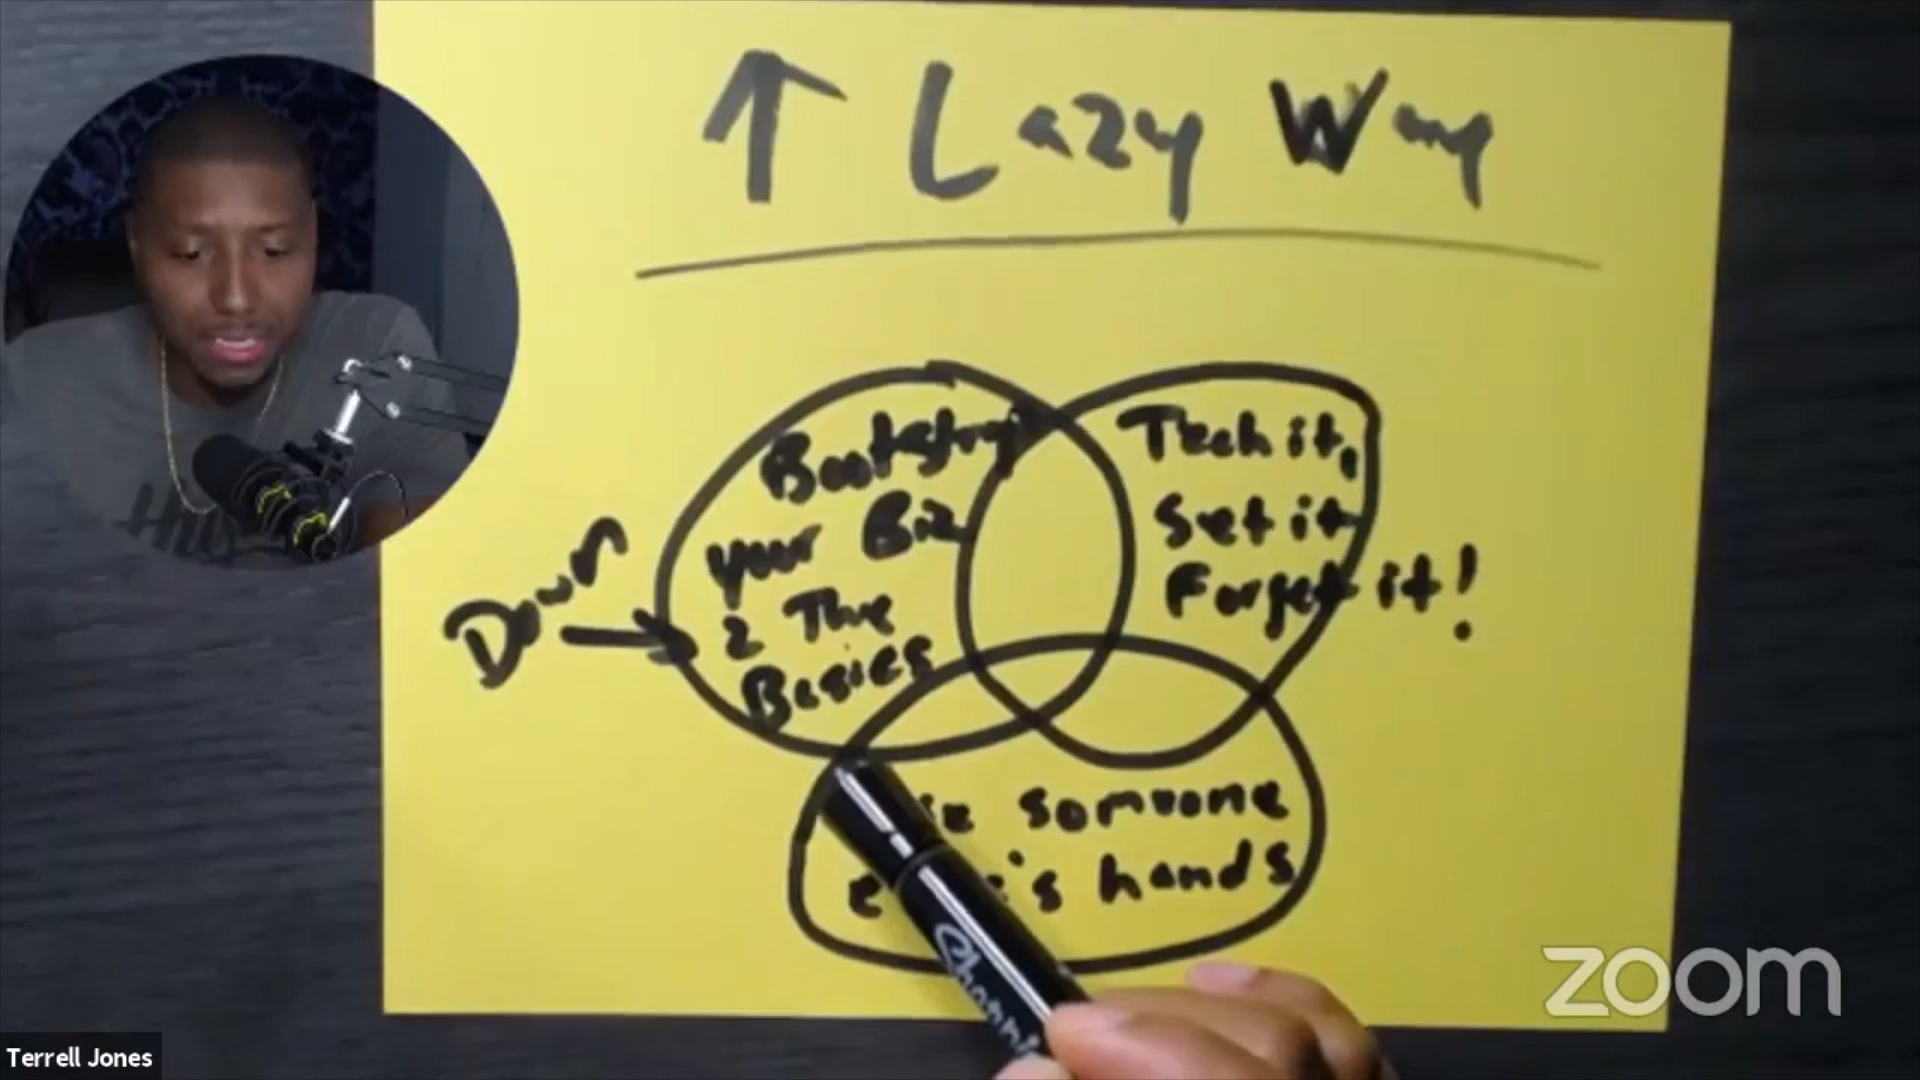 ↑ Lazy Way
Bootstrap
your Biz
2 The
Basics
Down
Tech it,
Set it
Forget it!
someone
hands
zoom
Terrell Jones